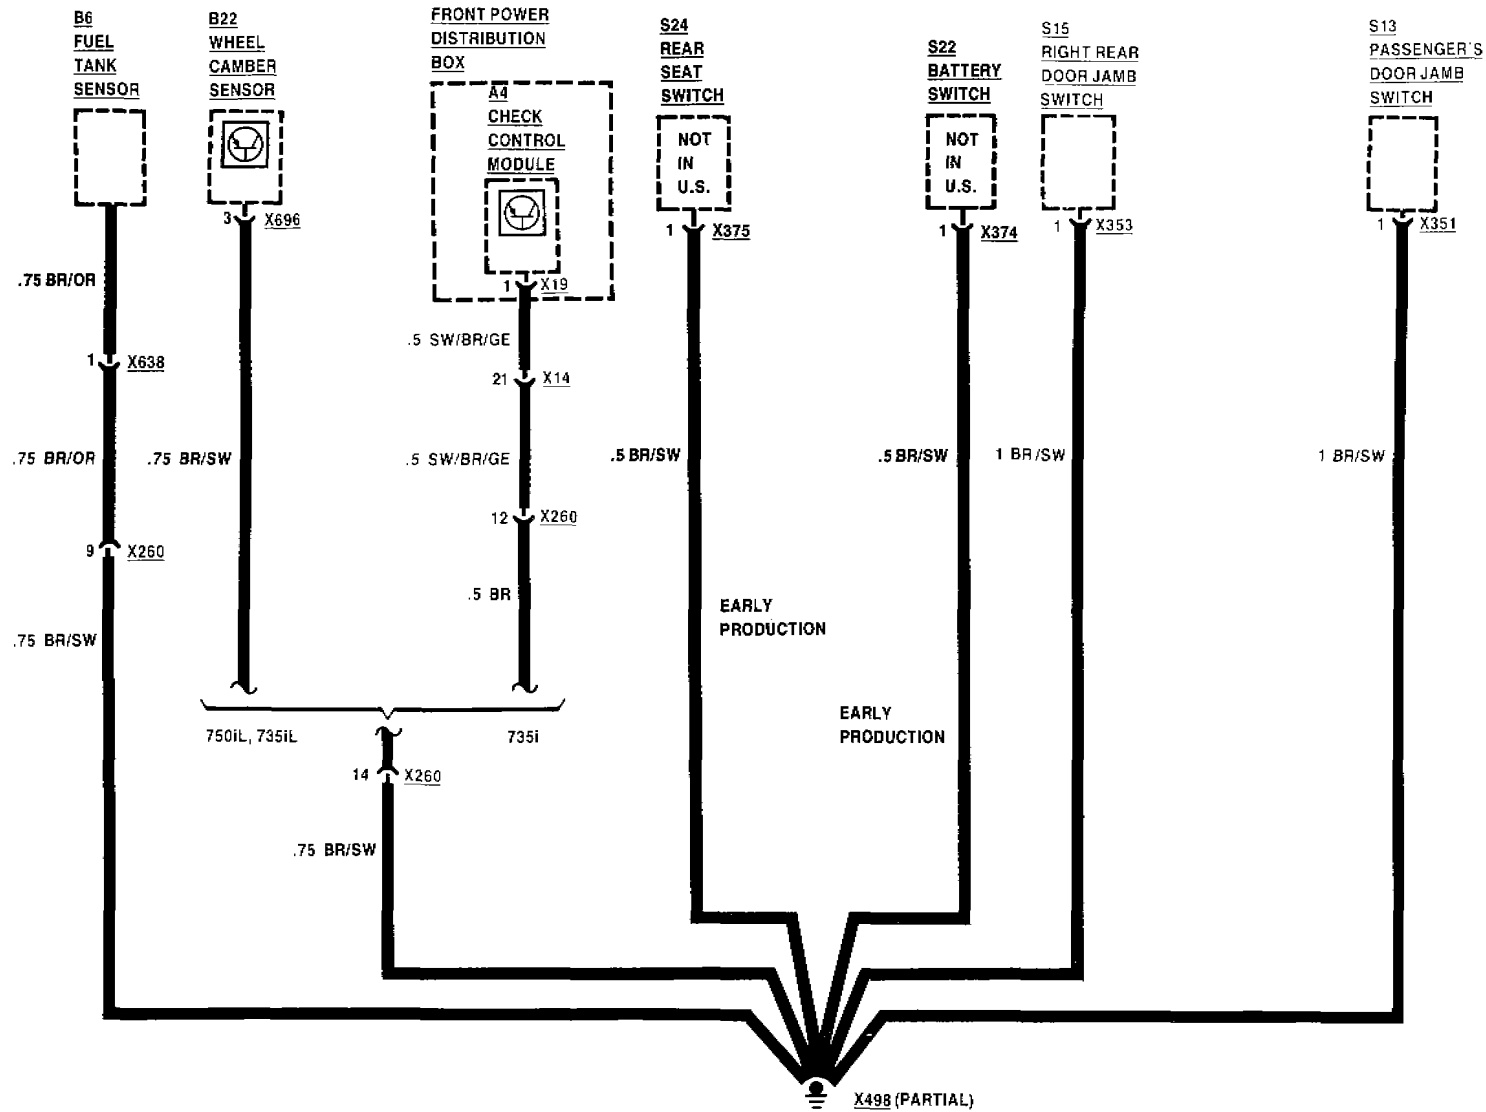 B6
FUEL
TANK
SENSOR
B22
WHEEL
CAMBER
SENSOR
FRONT POWER
DISTRIBUTION
BOX
A4
CHECK
CONTROL
MODULE
S24
REAR
SEAT
SWITCH
NOT
IN
U.S.
S22
BATTERY
SWITCH
NOT
IN
U.S.
S15
RIGHT REAR
DOOR JAMB
SWITCH
S13
PASSENGER'S
DOOR JAMB
SWITCH
3 X696
1 X19
1 X375
1 X374
1 X353
1 X351
.75 BR/OR
.5 SW/BR/GE
1 X638
21 X14
.75 BR/OR
.75 BR/SW
.5 SW/BR/GE
.5 BR/SW
.5 BR/SW
1 BR/SW
1 BR/SW
12 X260
9 X260
.5 BR
.75 BR/SW
EARLY
PRODUCTION
750iL, 735iL
735i
EARLY
PRODUCTION
14 X260
.75 BR/SW
X498 (PARTIAL)